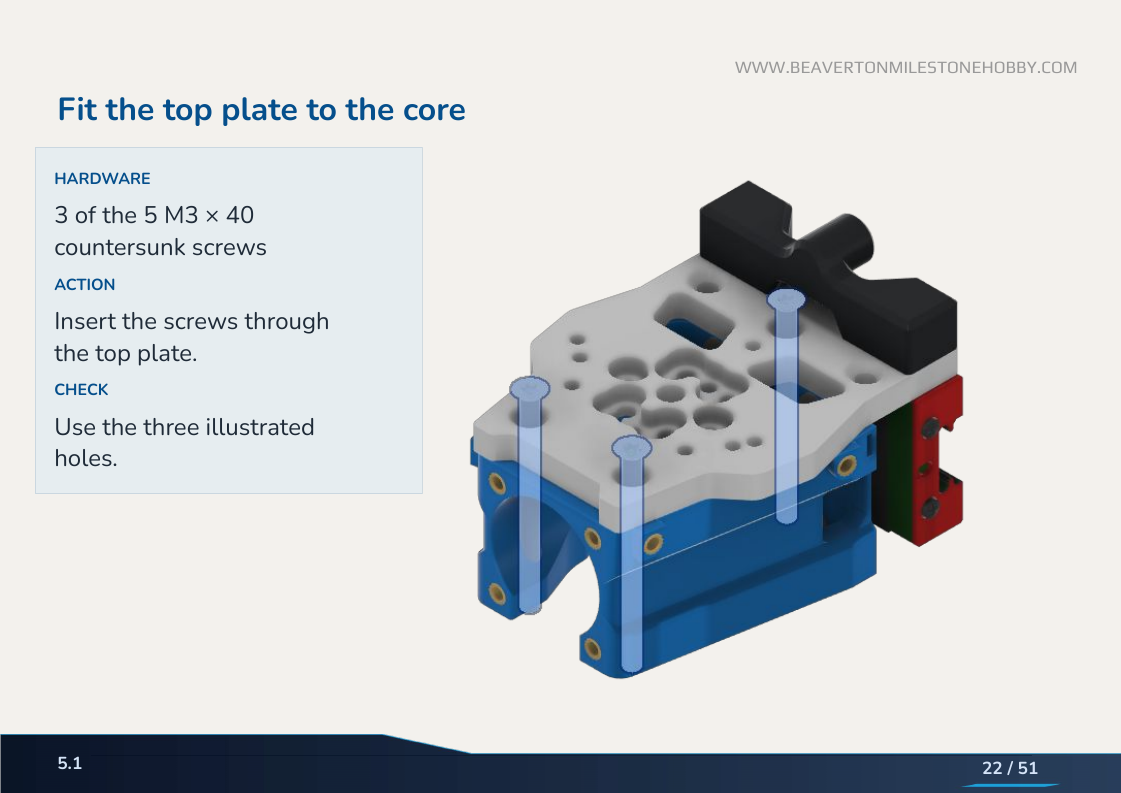 WWW.BEAVERTONMILESTONEHOBBY.COM
Fit the top plate to the core
HARDWARE
3 of the 5 M3 × 40
countersunk screws
ACTION
Insert the screws through
the top plate.
CHECK
Use the three illustrated
holes.
5.1
22 / 51